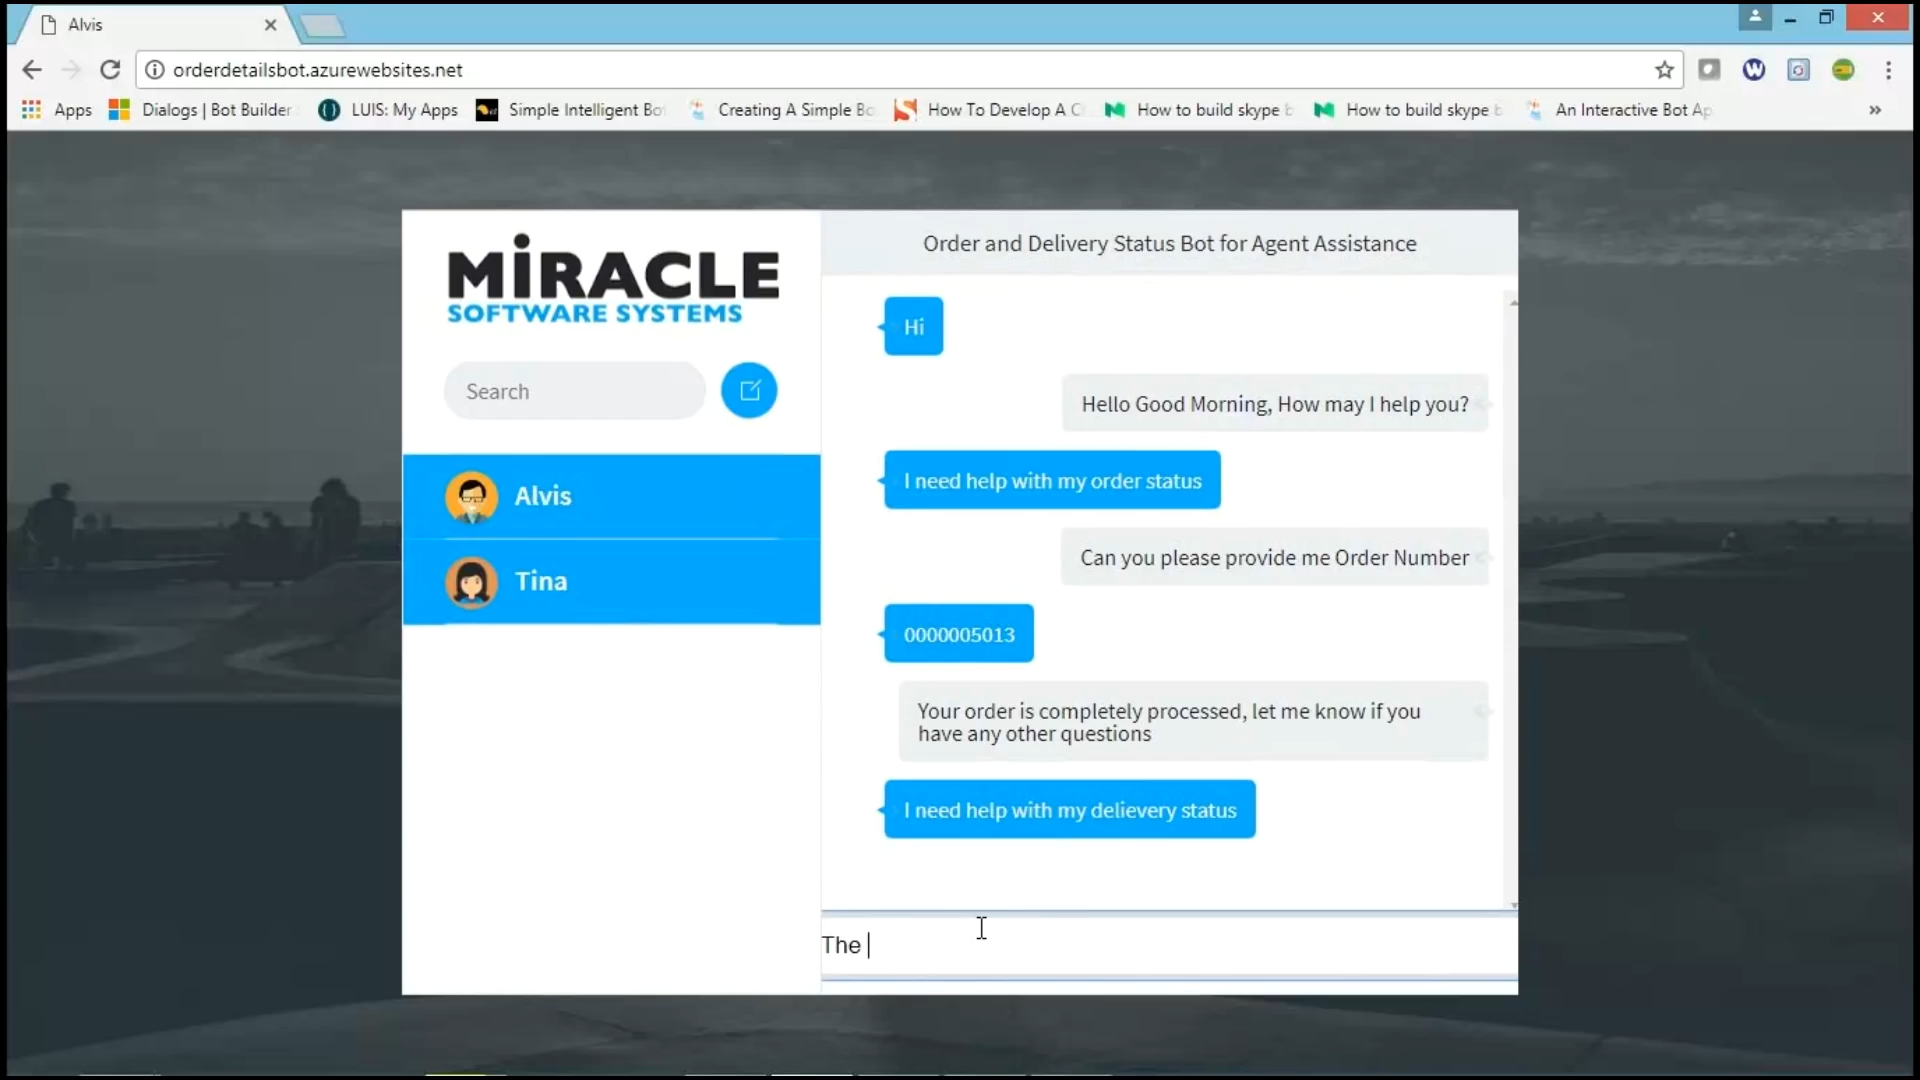 Alvis
orderdetailsbot.azurewebsites.net
Apps
Dialogs | Bot Builder
LUIS: My Apps
Simple Intelligent Bo
Creating A Simple Bo
How To Develop A C
How to build skype b
How to build skype b
An Interactive Bot Ap
»
MiRACLE
SOFTWARE SYSTEMS
Search
Alvis
Tina
Order and Delivery Status Bot for Agent Assistance
Hi
Hello Good Morning, How may I help you?
I need help with my order status
Can you please provide me Order Number
0000005013
Your order is completely processed, let me know if you
have any other questions
I need help with my delievery status
The